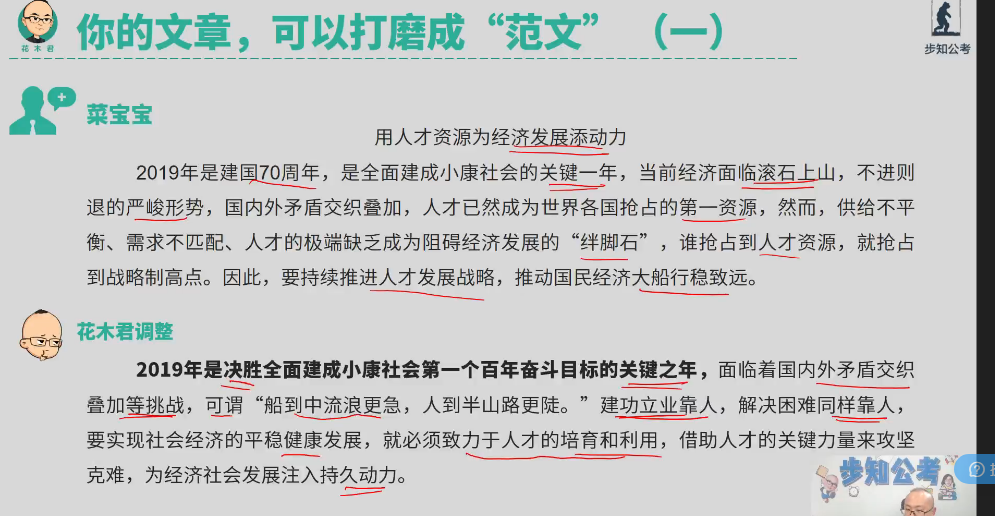 你的文章，可以打磨成“范文”（一）
花木君
步知公考
菜宝宝
用人才资源为经济发展添动力
2019年是建国70周年，是全面建成小康社会的关键一年，当前经济面临滚石上山，不进则
退的严峻形势，国内外矛盾交织叠加，人才已然成为世界各国抢占的第一资源，然而，供给不平
衡、需求不匹配、人才的极端缺乏成为阻碍经济发展的“绊脚石”，谁抢占到人才资源，就抢占
到战略制高点。因此，要持续推进人才发展战略，推动国民经济大船行稳致远。
花木君调整
2019年是决胜全面建成小康社会第一个百年奋斗目标的关键之年，面临着国内外矛盾交织
叠加等挑战，可谓“船到中流浪更急，人到半山路更陡。”建功立业靠人，解决困难同样靠人，
要实现社会经济的平稳健康发展，就必须致力于人才的培育和利用，借助人才的关键力量来攻坚
克难，为经济社会发展注入持久动力。
步知公考